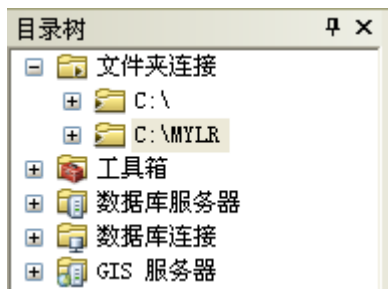 目录树
文件夹连接
C:\
C:\MYLR
工具箱
数据库服务器
数据库连接
GIS 服务器